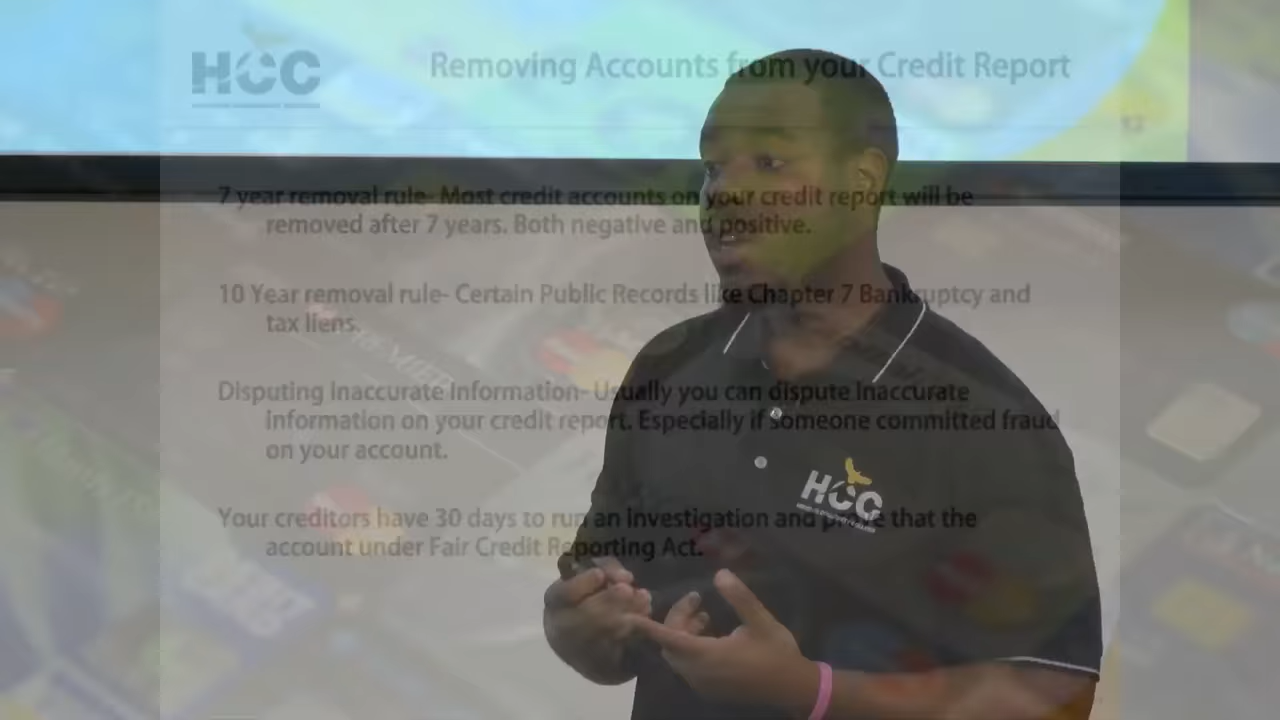 HCC
Removing Accounts from your Credit Report
12
7 year removal rule- Most credit accounts on your credit report will be
removed after 7 years. Both negative and positive.
10 Year removal rule- Certain Public Records like Chapter 7 Bankruptcy and
tax liens.
Disputing Inaccurate Information- Usually you can dispute inaccurate
information on your credit report. Especially if someone committed fraud
on your account.
Your creditors have 30 days to run an investigation and prove that the
account under Fair Credit Reporting Act.
HCC